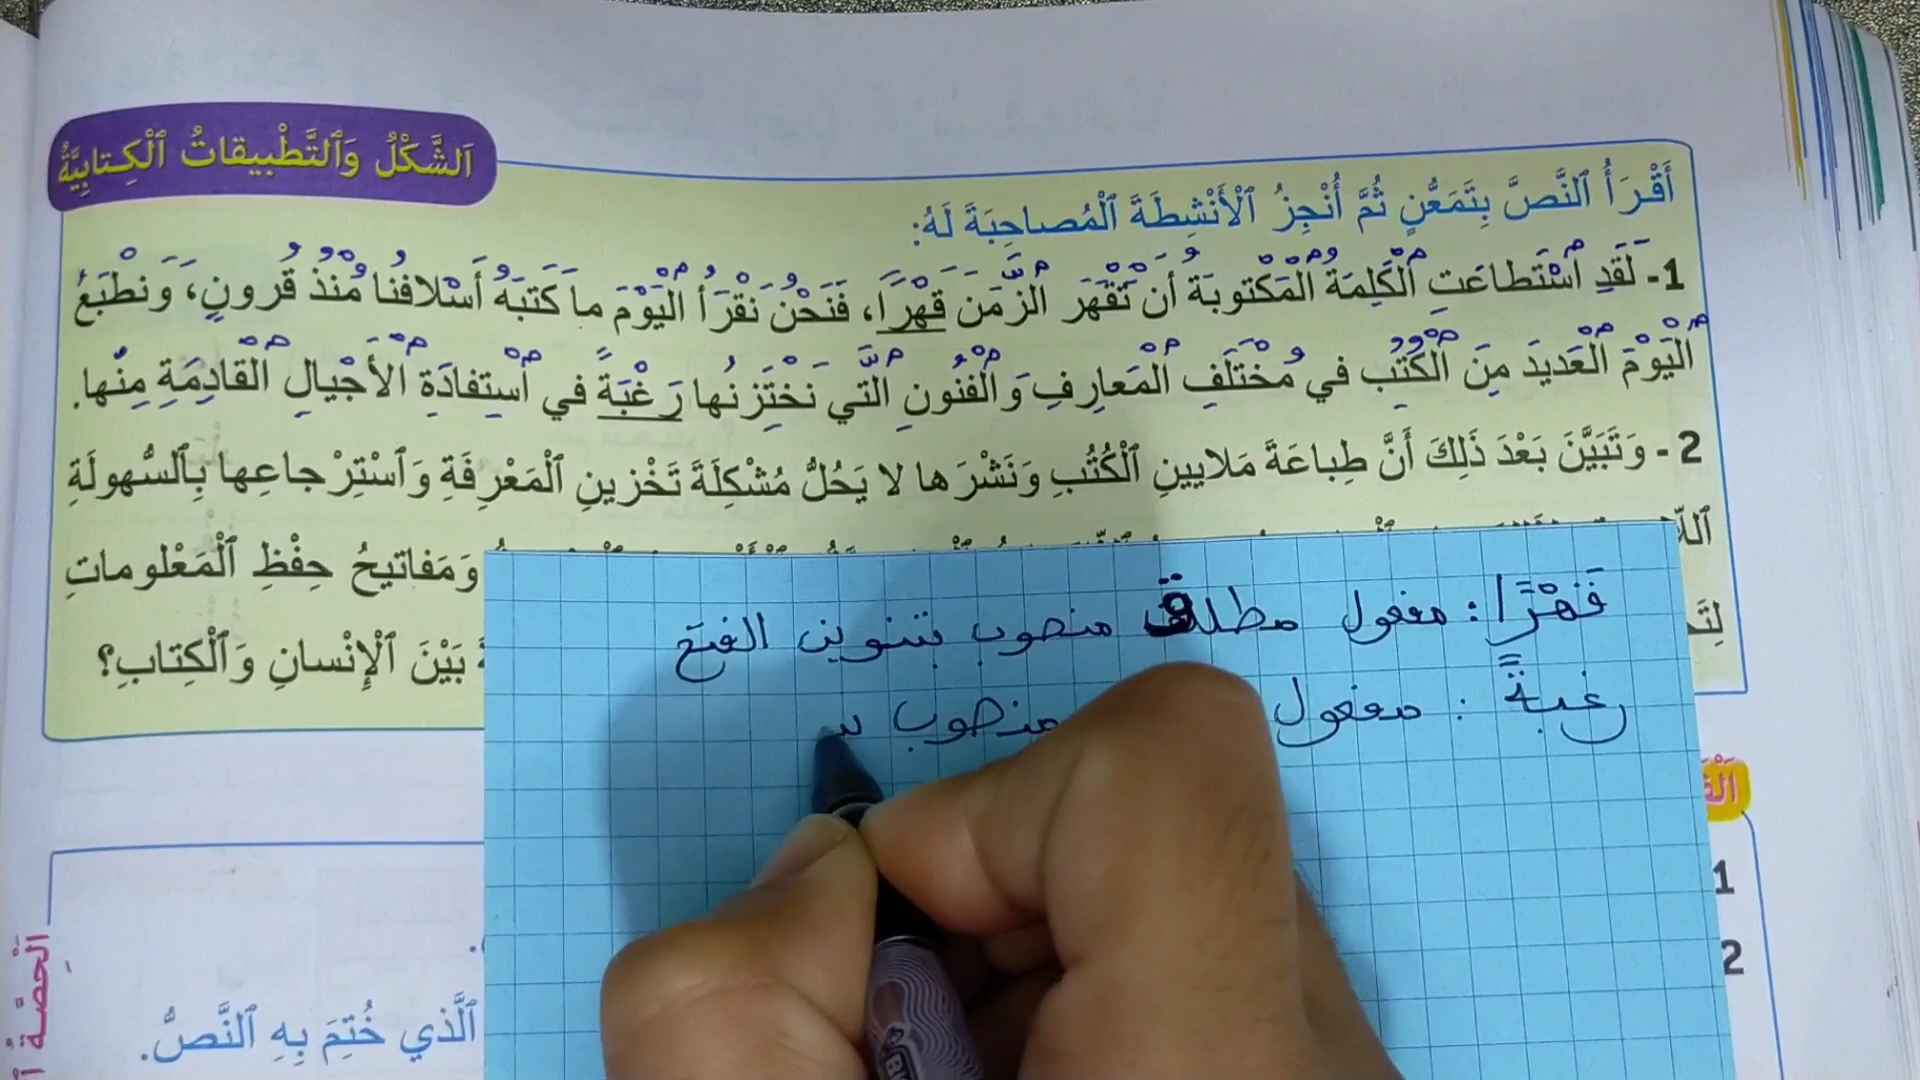 اَلشَّكْلُ وَٱلتَّطْبيقاتُ ٱلْكِتابِيَّةُ
أَقْرَأُ ٱلنَّصَّ بِتَمَعُّنٍ ثُمَّ أُنْجِزُ ٱلْأَنْشِطَةَ ٱلْمُصاحِبَةَ لَهُ:
1- لَقَدِ ٱسْتَطاعَتِ ٱلْكَلِمَةُ ٱلْمَكْتوبَةُ أَن تَقْهَرَ ٱلزَّمَنَ قَهْرًا، فَنَحْنُ نَقْرَأُ ٱلْيَوْمَ ما كَتَبَهُ أَسْلافُنا مُنْذُ قُرونٍ، وَنَطْبَعُ
ٱلْيَوْمَ ٱلْعَديدَ مِنَ ٱلْكُتُبِ في مُخْتَلَفِ ٱلْمَعارِفِ وَٱلْفُنُونِ ٱلَّتي نَخْتَزِنُها رَغْبَةً في ٱسْتِفادَةِ ٱلْأَجْيالِ ٱلْقادِمَةِ مِنْها.
2- وَتَبَيَّنَ بَعْدَ ذَلِكَ أَنَّ طِباعَةَ مَلايينِ ٱلْكُتُبِ وَنَشْرَها لا يَحُلُّ مُشْكِلَةَ تَخْزينِ ٱلْمَعْرِفَةِ وَٱسْتِرْجاعِها بِٱلسُّهولَةِ
وَمَفاتيحُ حِفْظِ ٱلْمَعْلوماتِ
بَيْنَ ٱلْإِنْسانِ وَٱلْكِتابِ؟
قَهْرًا: مفعول مطلق منصوب بتنوين الفتح
رغبةً : مفعول منصوب
1
2
ٱلَّذي خُتِمَ بِهِ ٱلنَّصُّ.
اَلْحِصَّة